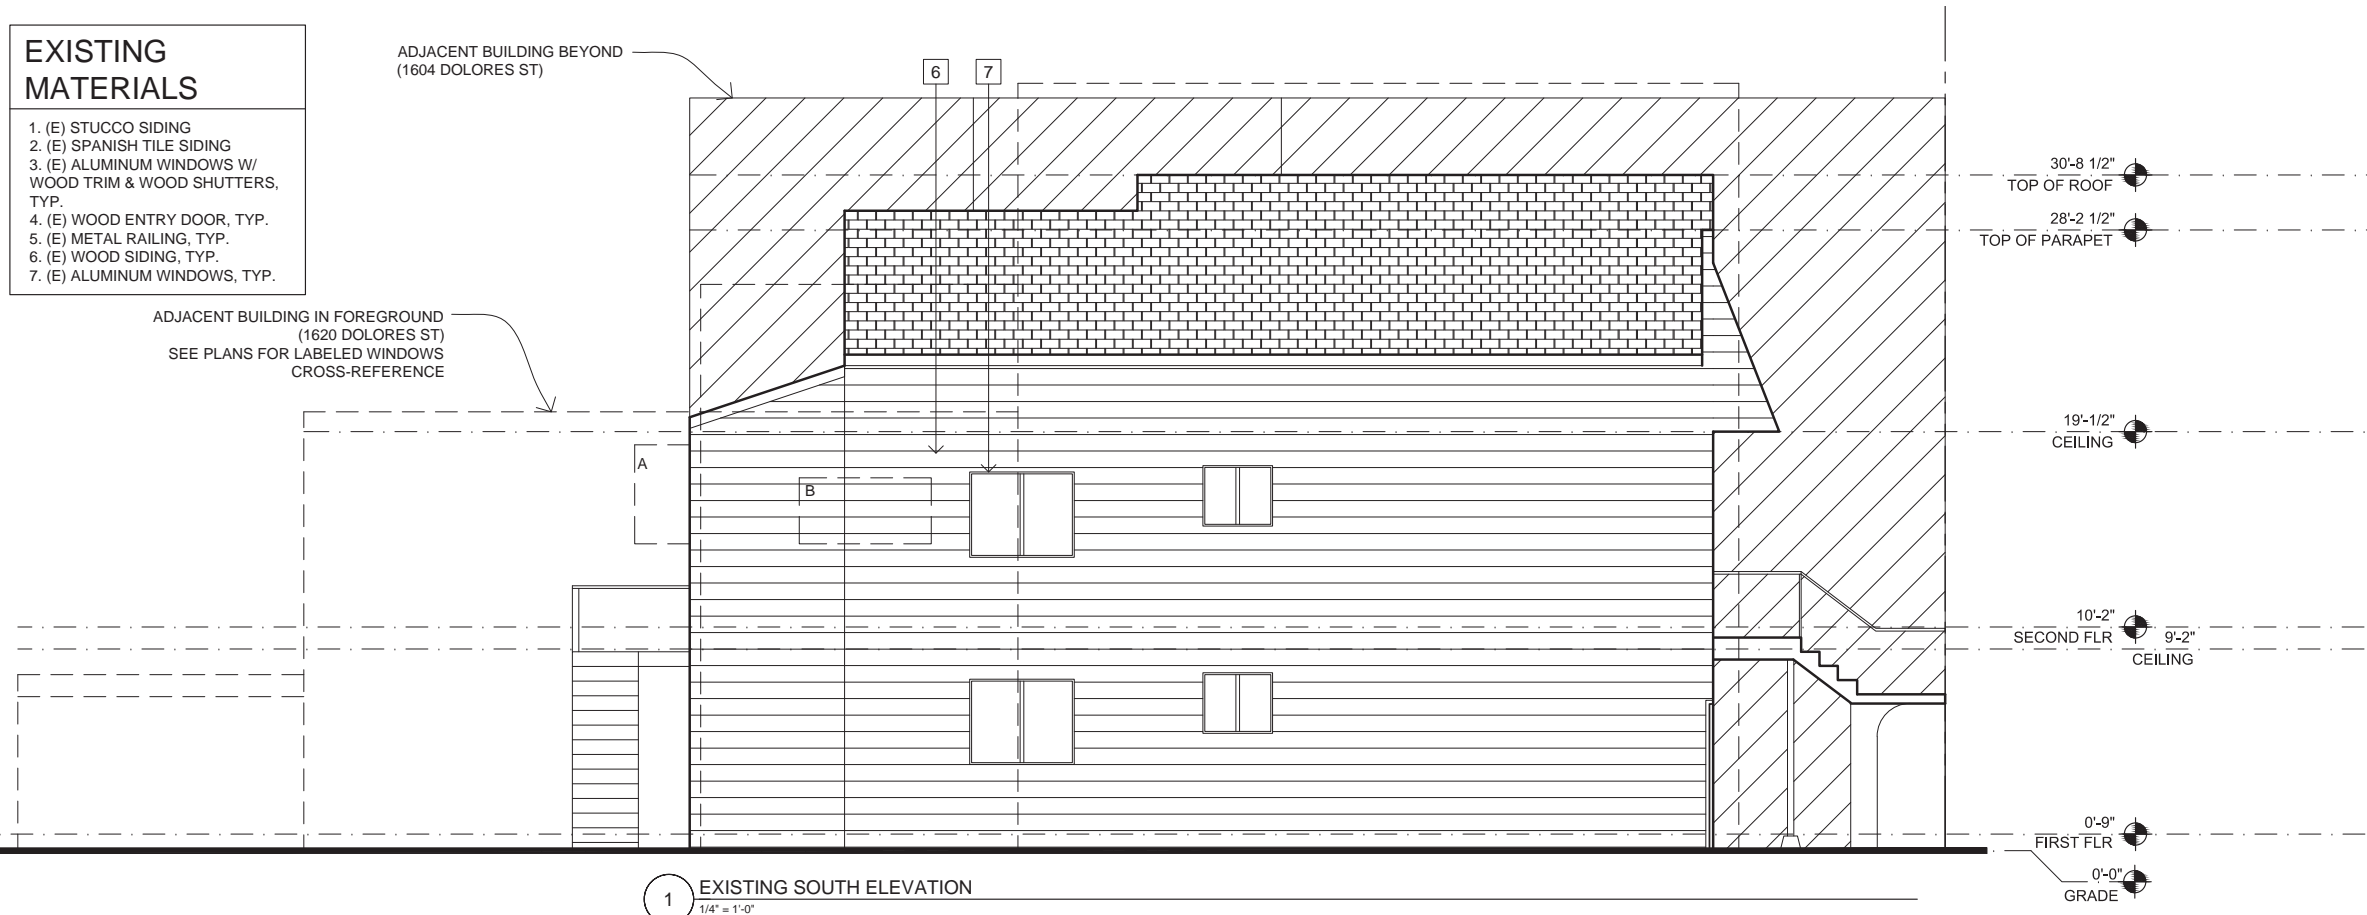 EXISTING
MATERIALS
1. (E) STUCCO SIDING
2. (E) SPANISH TILE SIDING
3. (E) ALUMINUM WINDOWS W/
WOOD TRIM & WOOD SHUTTERS,
TYP.
4. (E) WOOD ENTRY DOOR, TYP.
5. (E) METAL RAILING, TYP.
6. (E) WOOD SIDING, TYP.
7. (E) ALUMINUM WINDOWS, TYP.
ADJACENT BUILDING BEYOND
(1604 DOLORES ST)
6
7
ADJACENT BUILDING IN FOREGROUND
(1620 DOLORES ST)
SEE PLANS FOR LABELED WINDOWS
CROSS-REFERENCE
A
B
30'-8 1/2"
TOP OF ROOF
28'-2 1/2"
TOP OF PARAPET
19'-1/2"
CEILING
10'-2"
SECOND FLR
9'-2"
CEILING
0'-9"
FIRST FLR
0'-0"
GRADE
1
EXISTING SOUTH ELEVATION
1/4" = 1'-0"